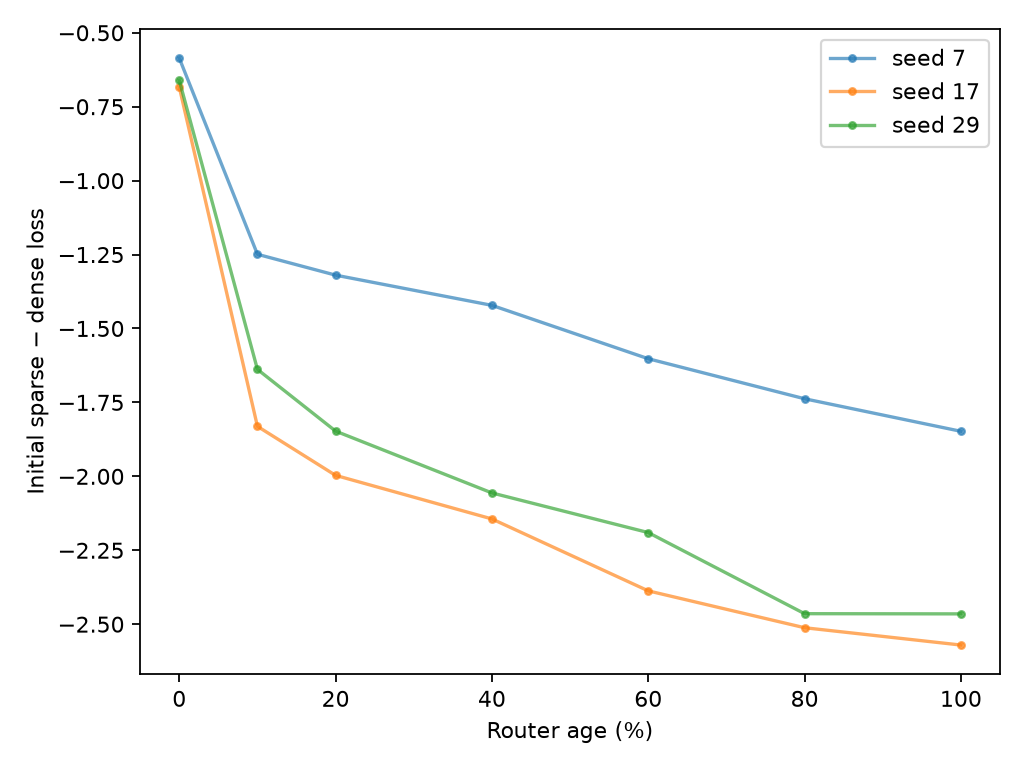 −0.50
−0.75
−1.00
−1.25
−1.50
−1.75
−2.00
−2.25
−2.50
Initial sparse − dense loss
seed 7
seed 17
seed 29
0 20 40 60 80 100
Router age (%)